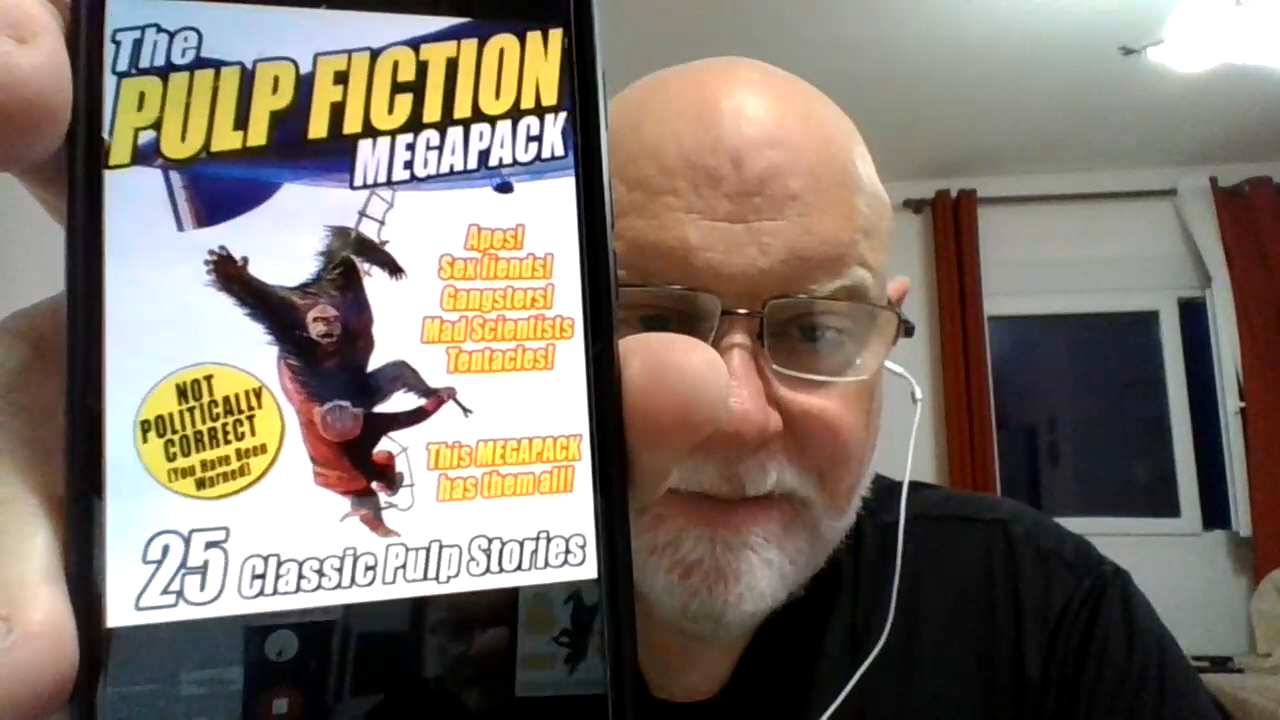 The
PULP FICTION
MEGAPACK
Apes!
Sex fiends!
Gangsters!
Mad Scientists
Tentacles!
NOT
POLITICALLY
CORRECT
(You Have Been
Warned)
This MEGAPACK
has them all!
25 Classic Pulp Stories